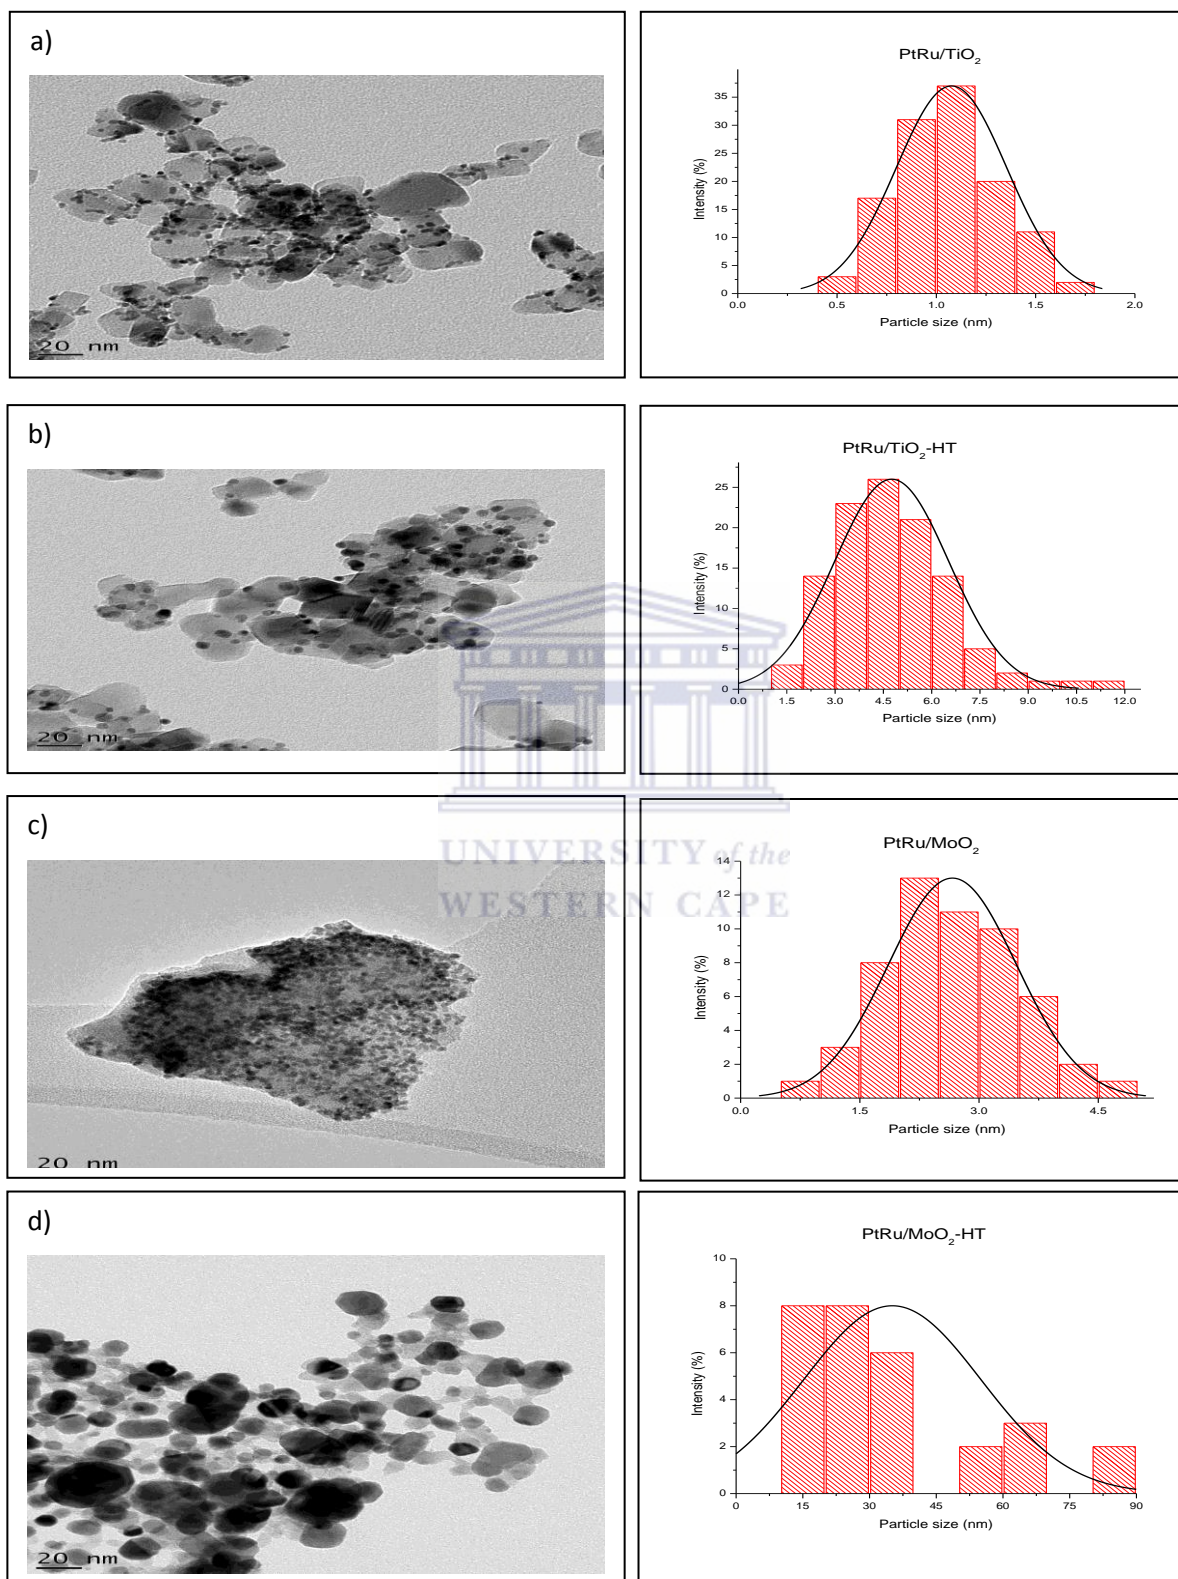 a)
20 nm
PtRu/TiO₂
Intensity (%)
35
30
25
20
15
10
5
0
0.0 0.5 1.0 1.5 2.0
Particle size (nm)
b)
20 nm
PtRu/TiO₂-HT
Intensity (%)
25
20
15
10
5
0
0.0 1.5 3.0 4.5 6.0 7.5 9.0 10.5 12.0
Particle size (nm)
c)
20 nm
PtRu/MoO₂
Intensity (%)
14
12
10
8
6
4
2
0
0.0 1.5 3.0 4.5
Particle size (nm)
UNIVERSITY of the
WESTERN CAPE
d)
20 nm
PtRu/MoO₂-HT
Intensity (%)
10
8
6
4
2
0
0 15 30 45 60 75 90
Particle size (nm)